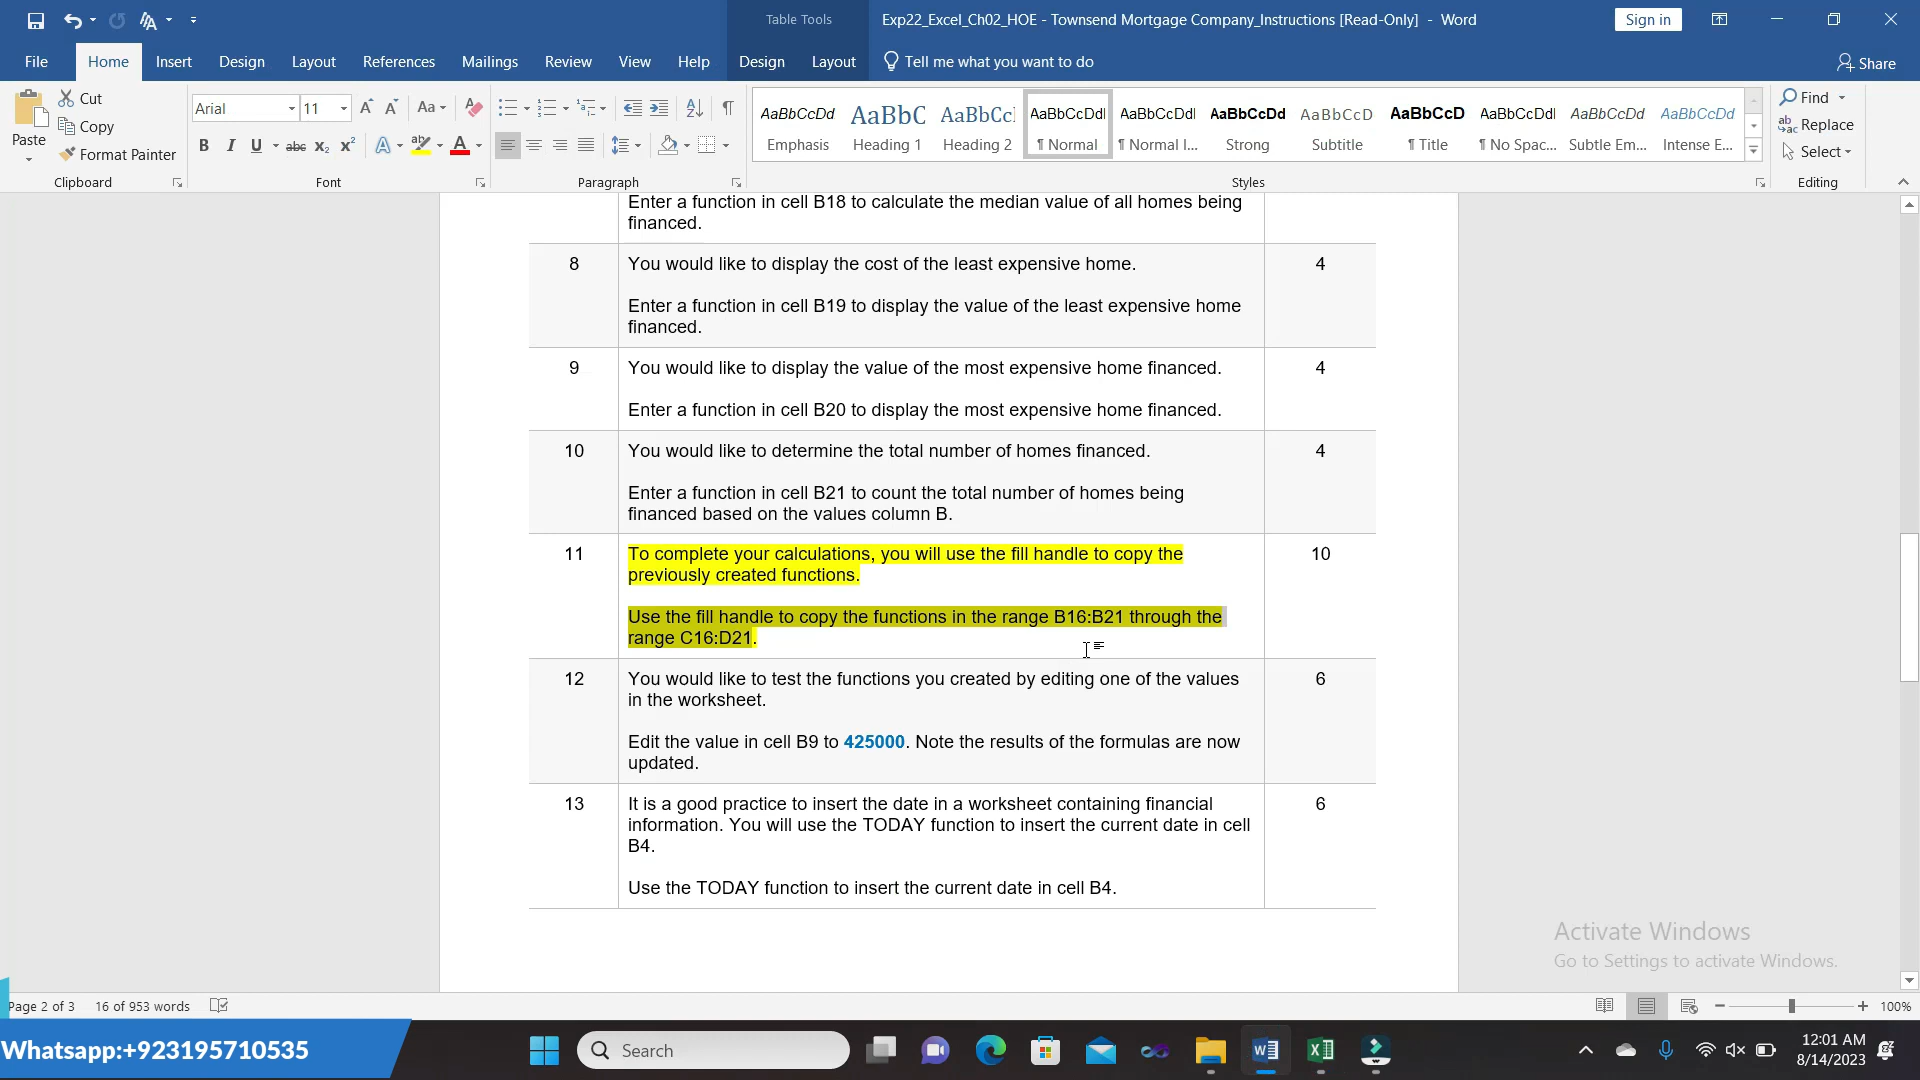 Table Tools
Exp22_Excel_Ch02_HOE - Townsend Mortgage Company_Instructions [Read-Only] - Word
Sign in
File Home Insert Design Layout References Mailings Review View Help Design Layout Tell me what you want to do Share
Paste
Cut
Copy
Format Painter
Clipboard
Arial 11
Font
Paragraph
AaBbCcDd AaBbC AaBbCc AaBbCcDd AaBbCcDd AaBbCcDd AaBbCcD AaBbCcD AaBbCcDd AaBbCcDd AaBbCcDd
Emphasis Heading 1 Heading 2 ¶ Normal ¶ Normal I... Strong Subtitle ¶ Title ¶ No Spac... Subtle Em... Intense E...
Styles
Find
Replace
Select
Editing
Enter a function in cell B18 to calculate the median value of all homes being
financed.
8 You would like to display the cost of the least expensive home. 4
Enter a function in cell B19 to display the value of the least expensive home
financed.
9 You would like to display the value of the most expensive home financed. 4
Enter a function in cell B20 to display the most expensive home financed.
10 You would like to determine the total number of homes financed. 4
Enter a function in cell B21 to count the total number of homes being
financed based on the values column B.
11 To complete your calculations, you will use the fill handle to copy the 10
previously created functions.
Use the fill handle to copy the functions in the range B16:B21 through the
range C16:D21.
12 You would like to test the functions you created by editing one of the values 6
in the worksheet.
Edit the value in cell B9 to 425000. Note the results of the formulas are now
updated.
13 It is a good practice to insert the date in a worksheet containing financial 6
information. You will use the TODAY function to insert the current date in cell
B4.
Use the TODAY function to insert the current date in cell B4.
Activate Windows
Go to Settings to activate Windows.
Page 2 of 3 16 of 953 words 100%
Whatsapp:+923195710535
Search
12:01 AM
8/14/2023